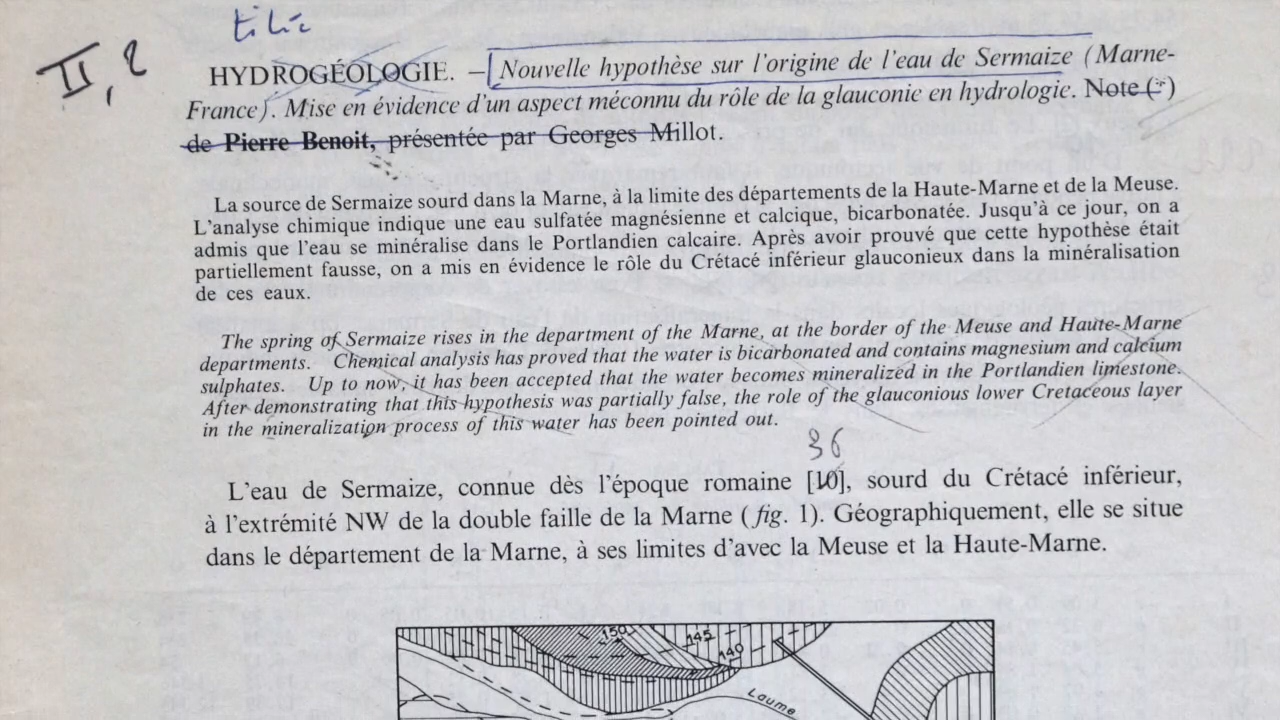 II, 2
HYDROGÉOLOGIE. — Nouvelle hypothèse sur l'origine de l'eau de Sermaize (Marne-
France). Mise en évidence d'un aspect méconnu du rôle de la glauconie en hydrologie. Note (*)
de Pierre Benoit, présentée par Georges Millot.
La source de Sermaize sourd dans la Marne, à la limite des départements de la Haute-Marne et de la Meuse.
L'analyse chimique indique une eau sulfatée magnésienne et calcique, bicarbonatée. Jusqu'à ce jour, on a
admis que l'eau se minéralise dans le Portlandien calcaire. Après avoir prouvé que cette hypothèse était
partiellement fausse, on a mis en évidence le rôle du Crétacé inférieur glauconieux dans la minéralisation
de ces eaux.
The spring of Sermaize rises in the department of the Marne, at the border of the Meuse and Haute-Marne
departments. Chemical analysis has proved that the water is bicarbonated and contains magnesium and calcium
sulphates. Up to now, it has been accepted that the water becomes mineralized in the Portlandien limestone.
After demonstrating that this hypothesis was partially false, the role of the glauconious lower Cretaceous layer
in the mineralization process of this water has been pointed out.
36
L'eau de Sermaize, connue dès l'époque romaine [10], sourd du Crétacé inférieur,
à l'extrémité NW de la double faille de la Marne (fig. 1). Géographiquement, elle se situe
dans le département de la Marne, à ses limites d'avec la Meuse et la Haute-Marne.
150
145
140
Laume